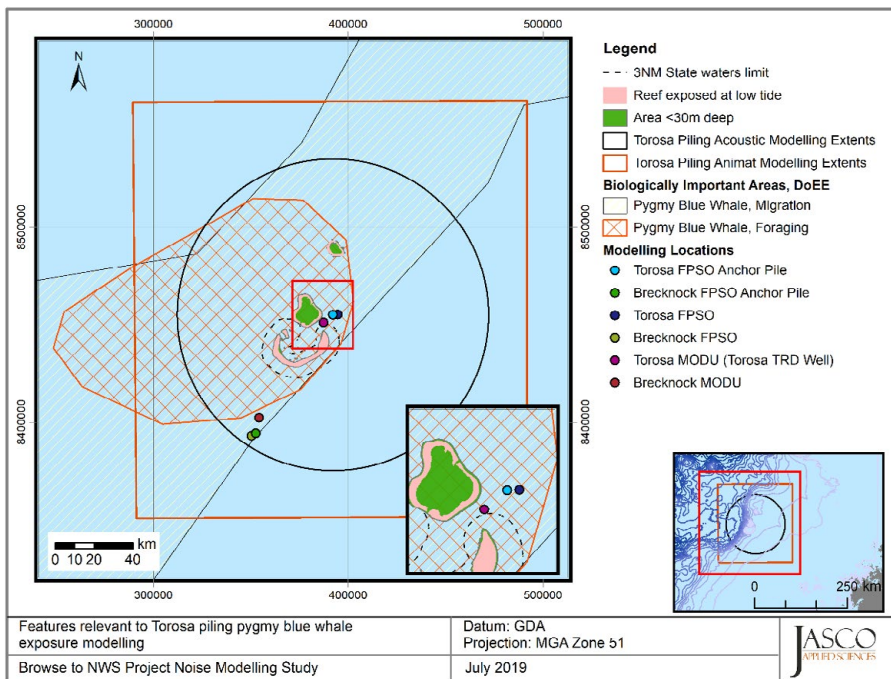 300000 400000 500000
N
8500000 8500000
8400000 8400000
0 10 20 40 km
300000 400000 500000
Legend
3NM State waters limit
Reef exposed at low tide
Area <30m deep
Torosa Piling Acoustic Modelling Extents
Torosa Piling Animat Modelling Extents
Biologically Important Areas, DoEE
Pygmy Blue Whale, Migration
Pygmy Blue Whale, Foraging
Modelling Locations
Torosa FPSO Anchor Pile
Brecknock FPSO Anchor Pile
Torosa FPSO
Brecknock FPSO
Torosa MODU (Torosa TRD Well)
Brecknock MODU
0 250 km
Features relevant to Torosa piling pygmy blue whale
exposure modelling
Browse to NWS Project Noise Modelling Study
Datum: GDA
Projection: MGA Zone 51
July 2019
JASCO
APPLIED SCIENCES